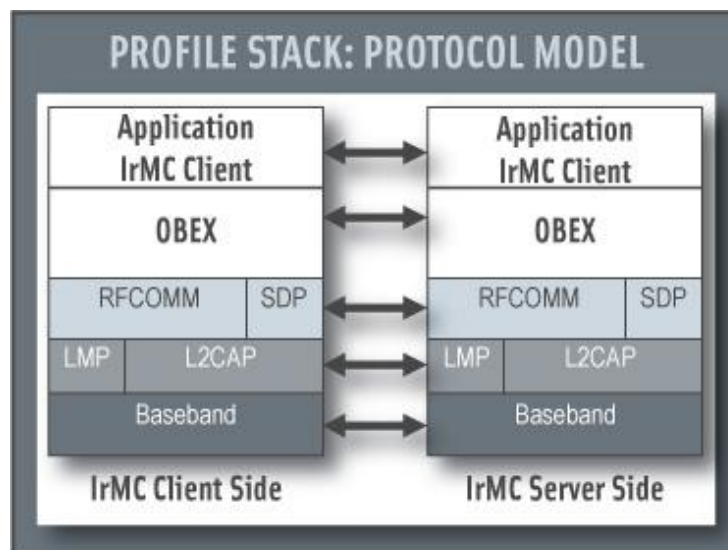 PROFILE STACK: PROTOCOL MODEL
Application
IrMC Client
OBEX
RFCOMM
SDP
LMP
L2CAP
Baseband
IrMC Client Side
Application
IrMC Client
OBEX
RFCOMM
SDP
LMP
L2CAP
Baseband
IrMC Server Side